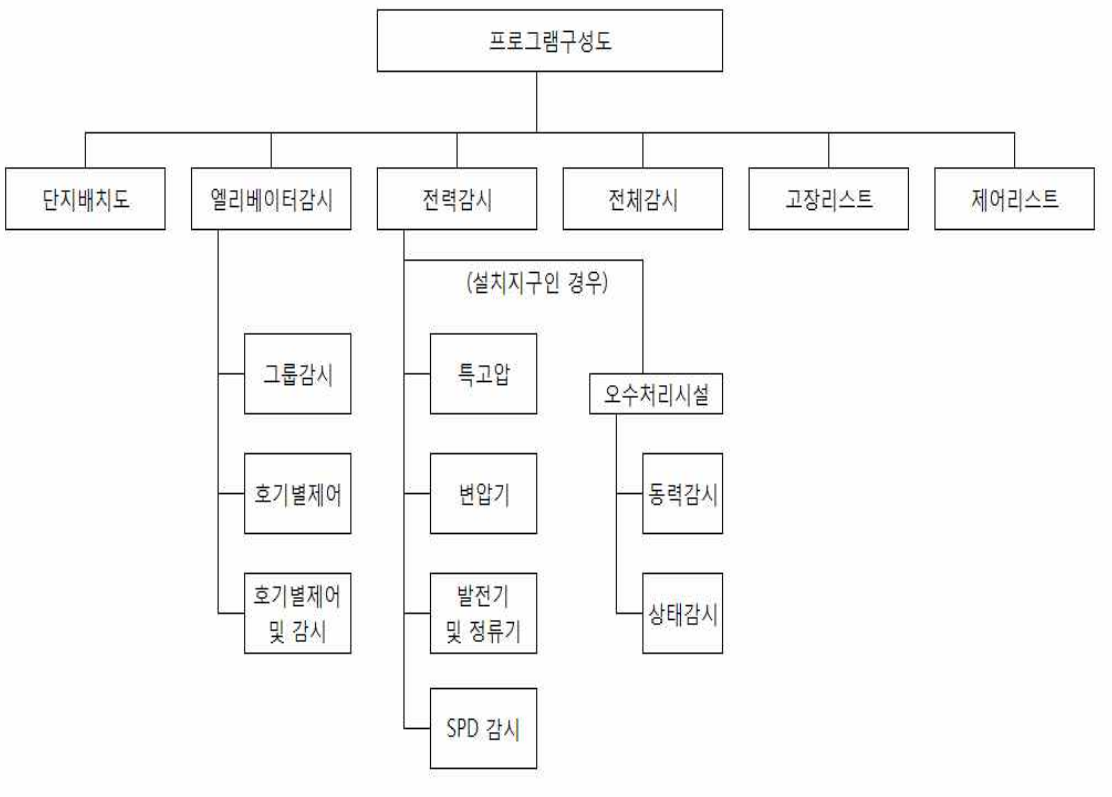 프로그램구성도
단지배치도
엘리베이터감시
전력감시
전체감시
고장리스트
제어리스트
(설치지구인 경우)
그룹감시
특고압
오수처리시설
호기별제어
변압기
동력감시
호기별제어
및 감시
발전기
및 정류기
상태감시
SPD 감시